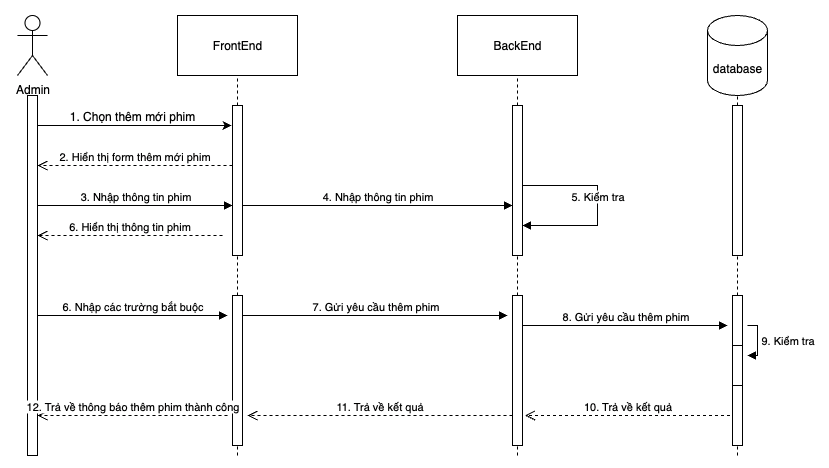 FrontEnd
BackEnd
database
Admin
1. Chọn thêm mới phim
2. Hiển thị form thêm mới phim
3. Nhập thông tin phim
4. Nhập thông tin phim
5. Kiểm tra
6. Hiển thị thông tin phim
6. Nhập các trường bắt buộc
7. Gửi yêu cầu thêm phim
8. Gửi yêu cầu thêm phim
9. Kiểm tra
12. Trả về thông báo thêm phim thành công
11. Trả về kết quả
10. Trả về kết quả